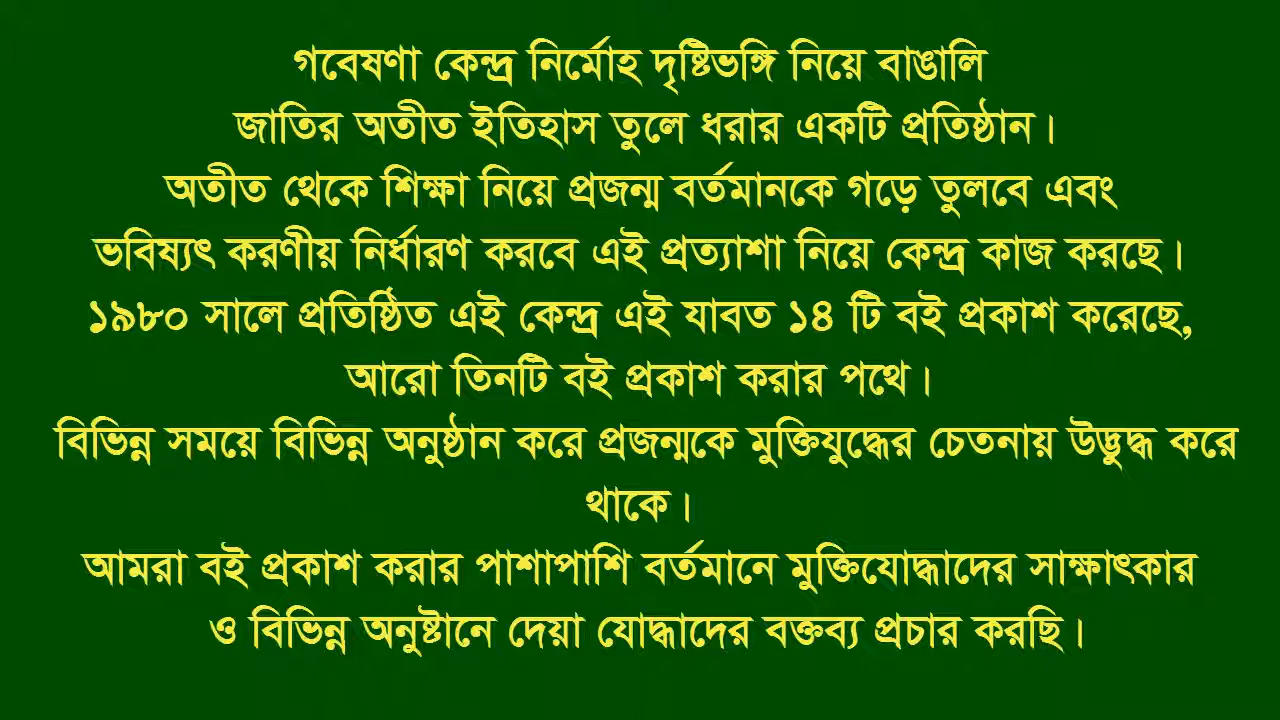 গবেষণা কেন্দ্র নির্মোহ দৃষ্টিভঙ্গি নিয়ে বাঙালি
জাতির অতীত ইতিহাস তুলে ধরার একটি প্রতিষ্ঠান।
অতীত থেকে শিক্ষা নিয়ে প্রজন্ম বর্তমানকে গড়ে তুলবে এবং
ভবিষ্যৎ করণীয় নির্ধারণ করবে এই প্রত্যাশা নিয়ে কেন্দ্র কাজ করছে।
১৯৮০ সালে প্রতিষ্ঠিত এই কেন্দ্র এই যাবত ১৪ টি বই প্রকাশ করেছে,
আরো তিনটি বই প্রকাশ করার পথে।
বিভিন্ন সময়ে বিভিন্ন অনুষ্ঠান করে প্রজন্মকে মুক্তিযুদ্ধের চেতনায় উদ্ভুদ্ধ করে
থাকে।
আমরা বই প্রকাশ করার পাশাপাশি বর্তমানে মুক্তিযোদ্ধাদের সাক্ষাৎকার
ও বিভিন্ন অনুষ্টানে দেয়া যোদ্ধাদের বক্তব্য প্রচার করছি।